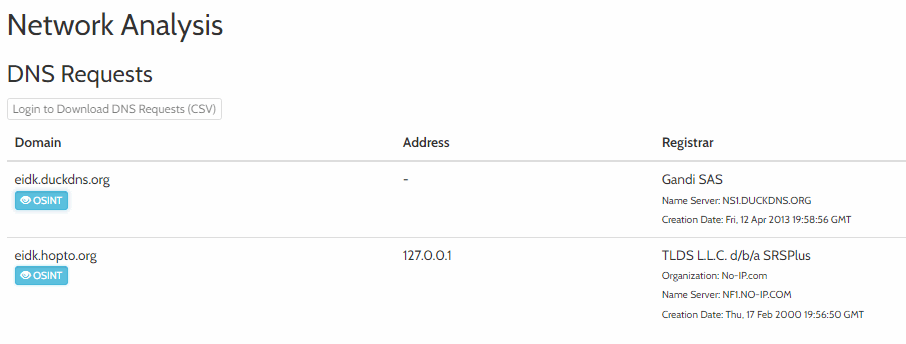 Network Analysis
DNS Requests
Login to Download DNS Requests (CSV)
Domain Address Registrar
eidk.duckdns.org - Gandi SAS
OSINT Name Server: NS1.DUCKDNS.ORG
Creation Date: Fri, 12 Apr 2013 19:58:56 GMT
eidk.hopto.org 127.0.0.1 TLDS L.L.C. d/b/a SRSPlus
OSINT Organization: No-IP.com
Name Server: NF1.NO-IP.COM
Creation Date: Thu, 17 Feb 2000 19:56:50 GMT